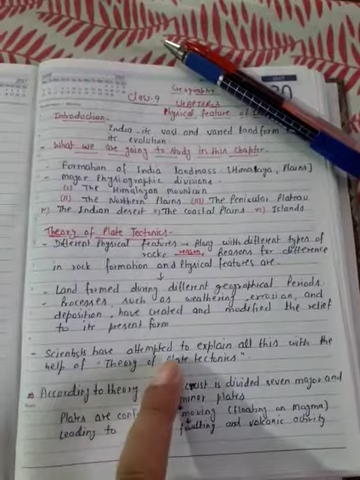 Geography
Class-9
CHAPTER-2
Physical feature of
Introduction
India - its vast and varied landform &
its evolution
- What we are going to study in this chapter.
Formation of India landmass [Himalaya, Plains]
- major Physiographic divisions
(i) The Himalayan mountain
(ii) The Northern Plains (iii) The Penisular Plateau
iv) The Indian desert v) The Coastal Plains vi) Islands
Theory of Plate Tectonics -
- Different Physical features → along with different types of
rocks Reasons for difference
in rock formation and Physical features are
↓
- Land formed during different geographical Periods
- Processes, such as weathering, errosion, and
deposition, have created and modified the relief
to its present form
↓
- Scientists have attempted to explain all this with the
help of "Theory of Plate tectonics"
According to theory crust is divided seven major and
minor plates
Plates are moving (floating on magma)
leading to faulting and volcanic activity